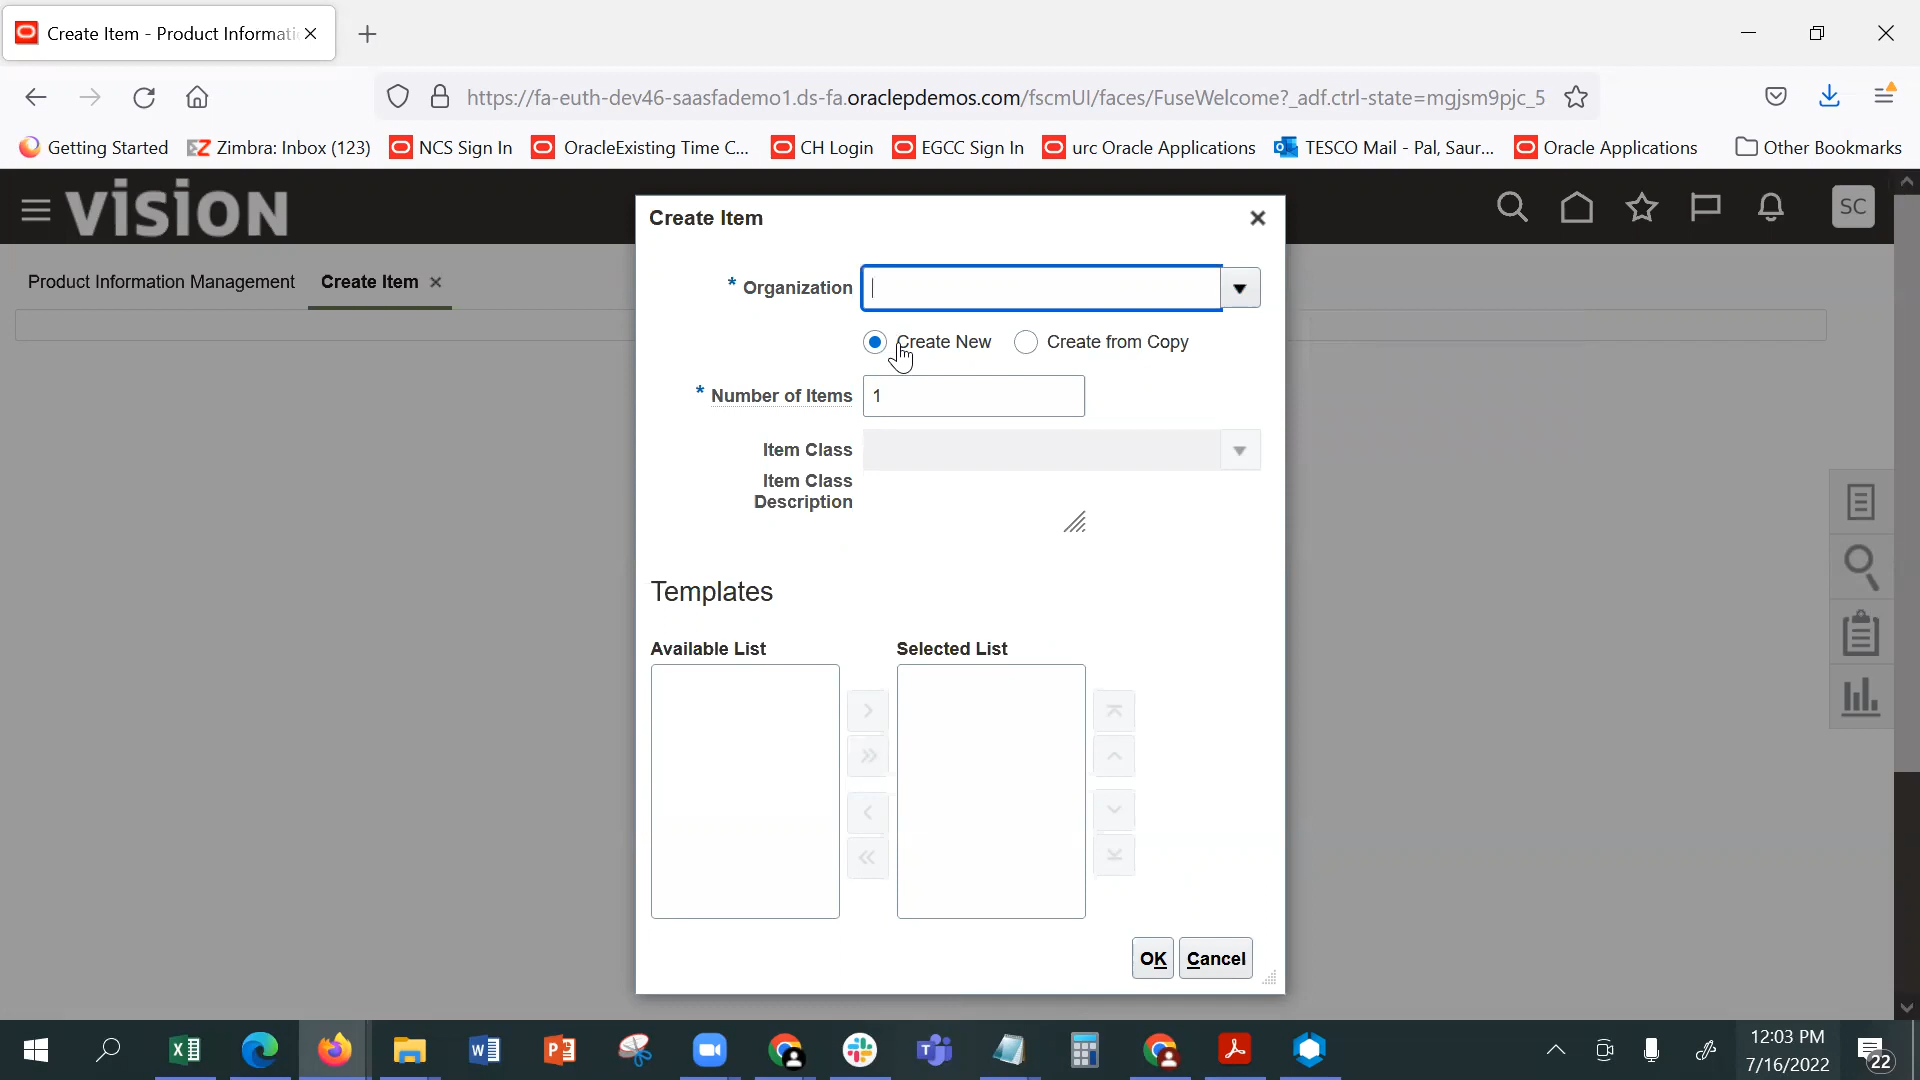 Create Item - Product Informati
https://fa-euth-dev46-saasfademo1.ds-fa.oraclepdemos.com/fscmUI/faces/FuseWelcome?_adf.ctrl-state=mgjsm9pjc_5
Getting Started
EZ Zimbra: Inbox (123)
NCS Sign In
OracleExisting Time C...
CH Login
EGCC Sign In
urc Oracle Applications
TESCO Mail - Pal, Saur...
Oracle Applications
Other Bookmarks
vision
SC
Product Information Management
Create Item
Create Item
* Organization
Create New
Create from Copy
* Number of Items
1
Item Class
Item Class
Description
Templates
Available List
Selected List
OK
Cancel
12:03 PM
7/16/2022
22